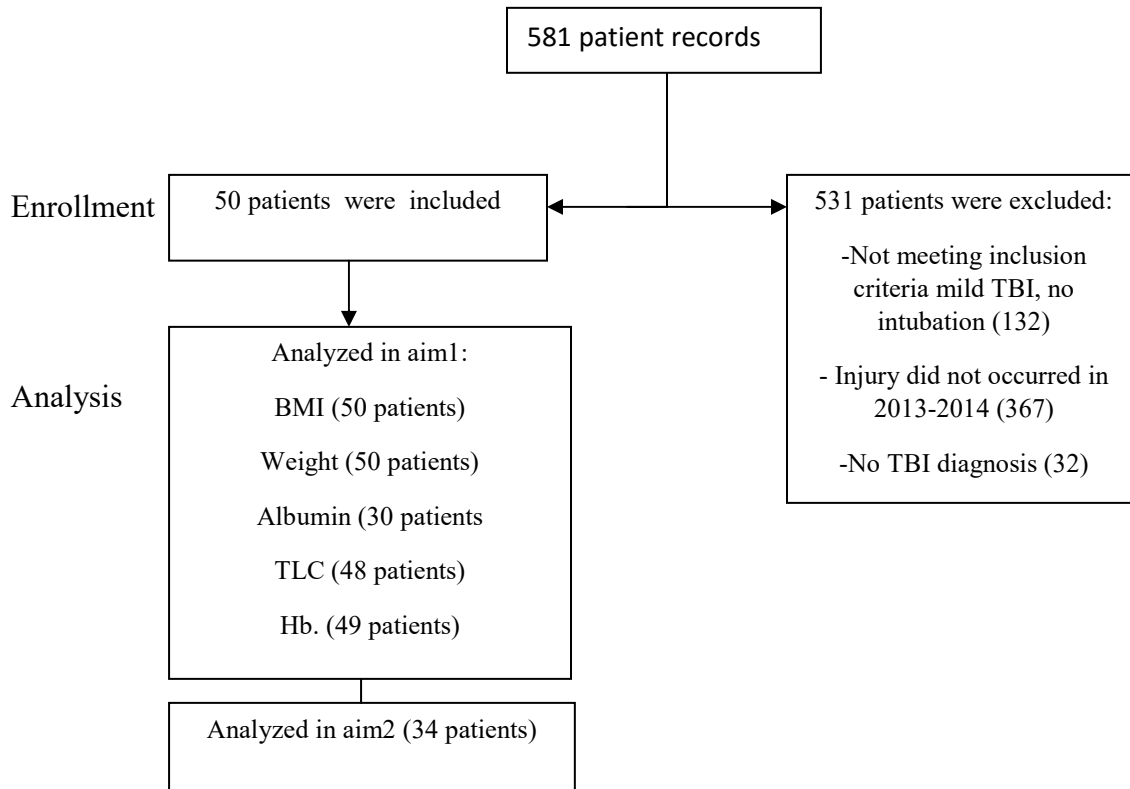 581 patient records
Enrollment
50 patients were included
531 patients were excluded:
-Not meeting inclusion
criteria mild TBI, no
intubation (132)
- Injury did not occurred in
2013-2014 (367)
-No TBI diagnosis (32)
Analysis
Analyzed in aim1:
BMI (50 patients)
Weight (50 patients)
Albumin (30 patients
TLC (48 patients)
Hb. (49 patients)
Analyzed in aim2 (34 patients)